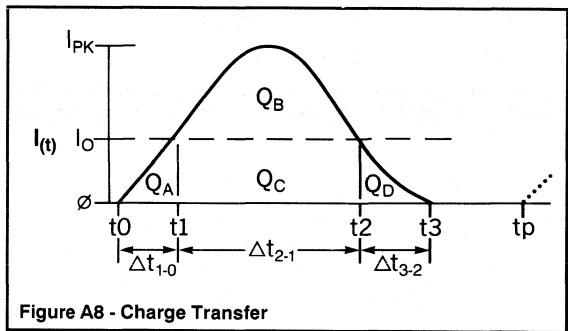 I_PK
Q_B
I_(t) I_O
Q_A Q_C Q_D
ø
t0 t1 t2 t3 tp
Δt_1-0 Δt_2-1 Δt_3-2
Figure A8 - Charge Transfer